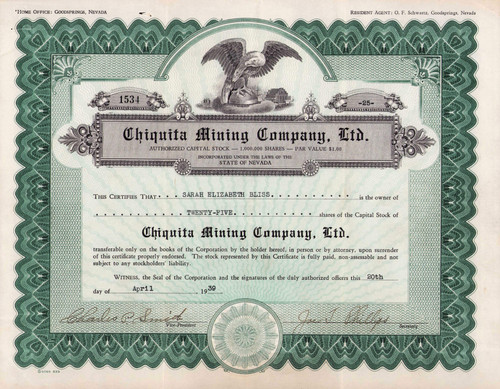 Home Office: Goodsprings, Nevada
Resident Agent: O. F. Schwartz, Goodsprings, Nevada
1534
-25-
Chiquita Mining Company, Ltd.
AUTHORIZED CAPITAL STOCK — 1,000,000 SHARES — PAR VALUE $1.00
INCORPORATED UNDER THE LAWS OF THE
STATE OF NEVADA
THIS CERTIFIES THAT SARAH ELIZABETH BLISS is the owner of
TWENTY-FIVE shares of the Capital Stock of
Chiquita Mining Company, Ltd.
transferable only on the books of the Corporation by the holder hereof, in person or by attorney, upon surrender
of this certificate properly endorsed. The stock represented by this Certificate is fully paid, non-assessable and not
subject to any stockholders' liability.
WITNESS, the Seal of the Corporation and the signatures of the duly authorized officers this 20th
day of April 1939
Charles P. Smith
Vice-President
Secretary